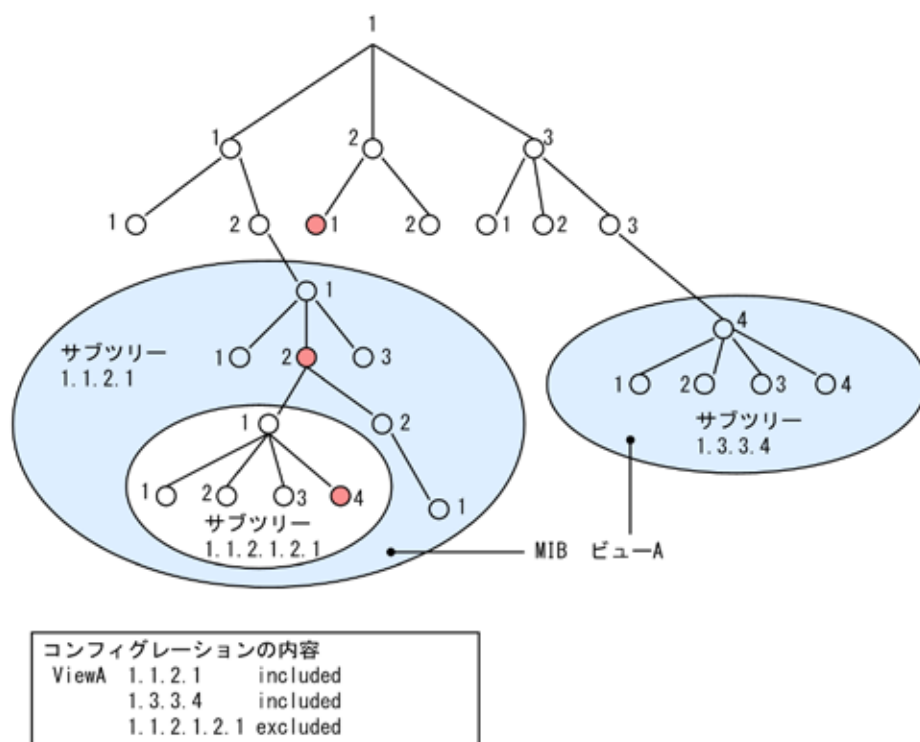 1
1 2 3
1 2 1 2 1 2 3
1
4
サブツリー
1.1.2.1
1 2 3
1 2 3 4
サブツリー
1.3.3.4
1 2
1 2 3 4
1
サブツリー
1.1.2.1.2.1
MIB ビューA
コンフィグレーションの内容
ViewA 1.1.2.1 included
1.3.3.4 included
1.1.2.1.2.1 excluded